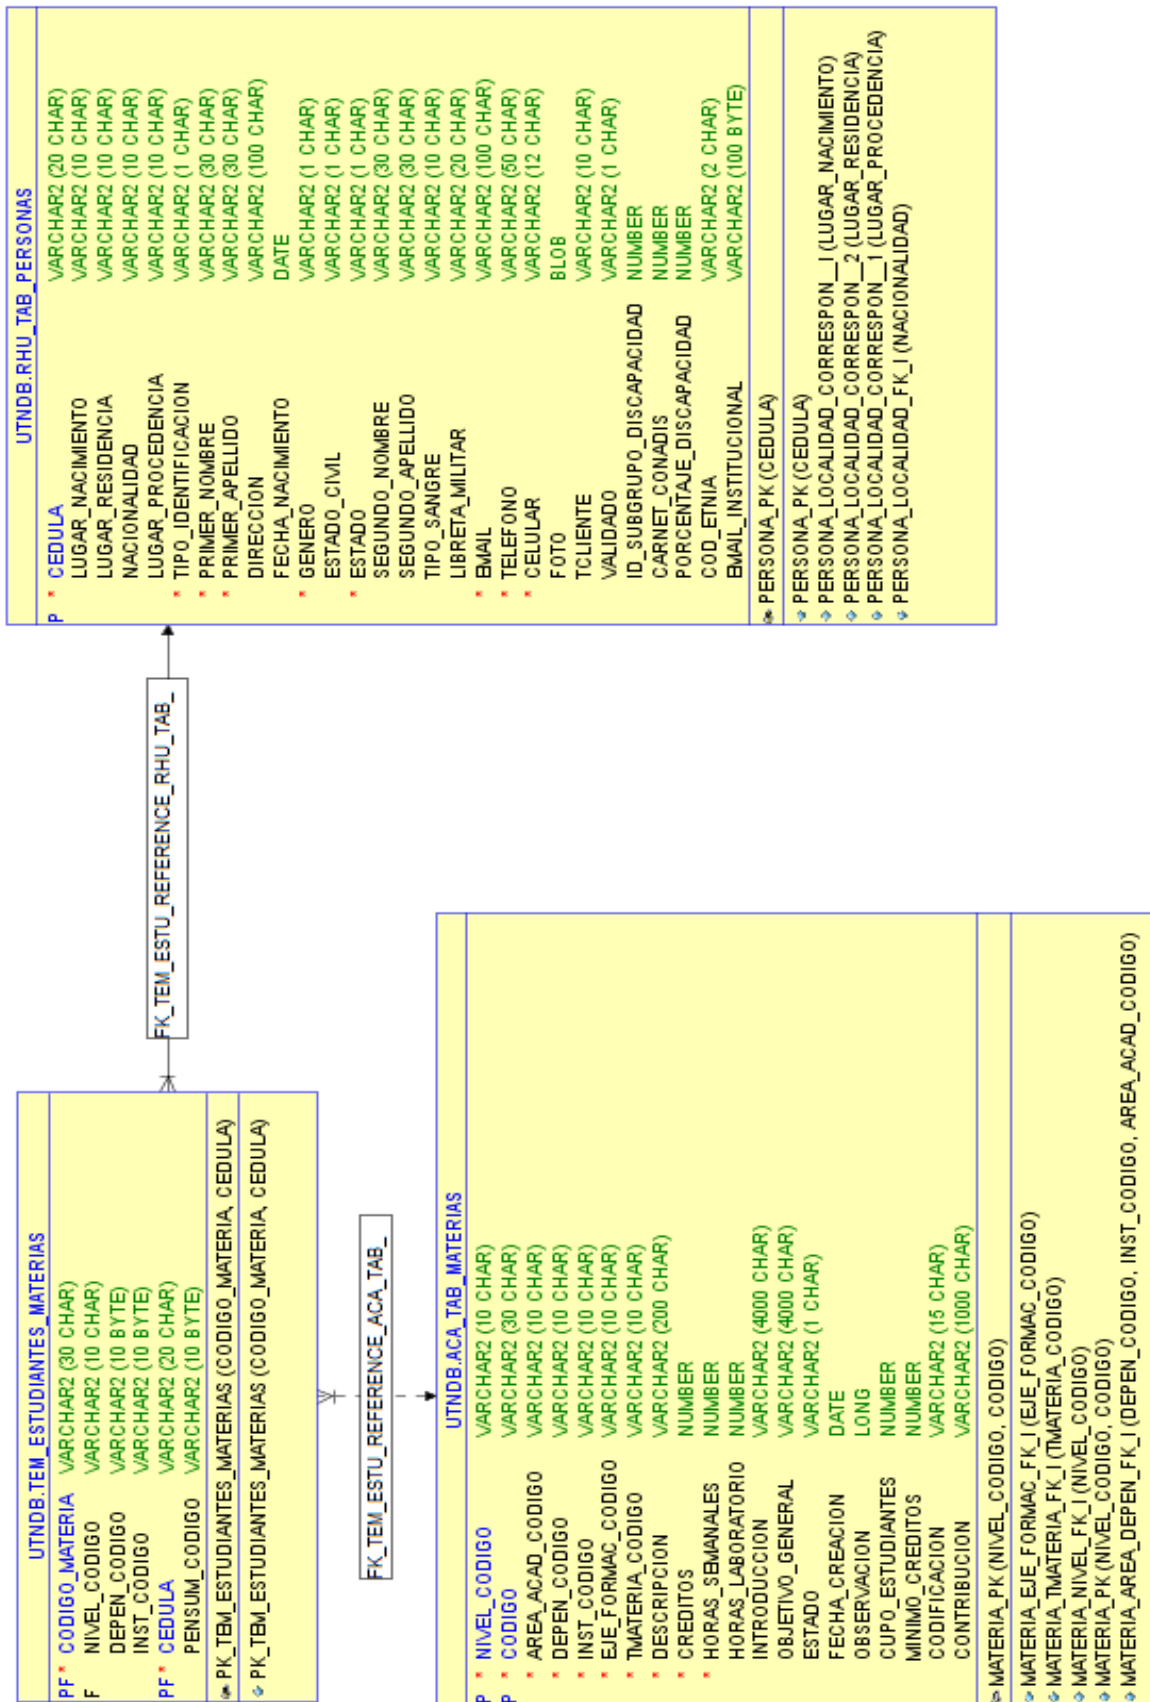 UTNDB.TEM_ESTUDIANTES_MATERIAS
PF * CODIGO_MATERIA VARCHAR2 (30 CHAR)
F NIVEL_CODIGO VARCHAR2 (10 CHAR)
DEPEN_CODIGO VARCHAR2 (10 BYTE)
INST_CODIGO VARCHAR2 (10 BYTE)
PF * CEDULA VARCHAR2 (20 CHAR)
PENSUM_CODIGO VARCHAR2 (10 BYTE)
PK_TEM_ESTUDIANTES_MATERIAS (CODIGO_MATERIA, CEDULA)
PK_TEM_ESTUDIANTES_MATERIAS (CODIGO_MATERIA, CEDULA)
FK_TEM_ESTU_REFERENCE_RHU_TAB_
UTNDB.RHU_TAB_PERSONAS
P * CEDULA VARCHAR2 (20 CHAR)
LUGAR_NACIMIENTO VARCHAR2 (10 CHAR)
LUGAR_RESIDENCIA VARCHAR2 (10 CHAR)
NACIONALIDAD VARCHAR2 (10 CHAR)
LUGAR_PROCEDENCIA VARCHAR2 (10 CHAR)
* TIPO_IDENTIFICACION VARCHAR2 (1 CHAR)
* PRIMER_NOMBRE VARCHAR2 (30 CHAR)
* PRIMER_APELLIDO VARCHAR2 (30 CHAR)
DIRECCION VARCHAR2 (100 CHAR)
FECHA_NACIMIENTO DATE
* GENERO VARCHAR2 (1 CHAR)
ESTADO_CIVIL VARCHAR2 (1 CHAR)
* ESTADO VARCHAR2 (1 CHAR)
SEGUNDO_NOMBRE VARCHAR2 (30 CHAR)
SEGUNDO_APELLIDO VARCHAR2 (30 CHAR)
TIPO_SANGRE VARCHAR2 (10 CHAR)
LIBRETA_MILITAR VARCHAR2 (20 CHAR)
* EMAIL VARCHAR2 (100 CHAR)
* TELEFONO VARCHAR2 (50 CHAR)
* CELULAR VARCHAR2 (12 CHAR)
FOTO BLOB
TCLIENTE VARCHAR2 (10 CHAR)
VALIDADO VARCHAR2 (1 CHAR)
ID_SUBGRUPO_DISCAPACIDAD NUMBER
CARNET_CONADIS NUMBER
PORCENTAJE_DISCAPACIDAD NUMBER
COD_ETNIA VARCHAR2 (2 CHAR)
EMAIL_INSTITUCIONAL VARCHAR2 (100 BYTE)
PERSONA_PK (CEDULA)
PERSONA_PK (CEDULA)
PERSONA_LOCALIDAD_CORRESPON_I (LUGAR_NACIMIENTO)
PERSONA_LOCALIDAD_CORRESPON_2 (LUGAR_RESIDENCIA)
PERSONA_LOCALIDAD_CORRESPON_1 (LUGAR_PROCEDENCIA)
PERSONA_LOCALIDAD_FK_I (NACIONALIDAD)
FK_TEM_ESTU_REFERENCE_ACA_TAB_
UTNDB.ACA_TAB_MATERIAS
P * NIVEL_CODIGO VARCHAR2 (10 CHAR)
P * CODIGO VARCHAR2 (30 CHAR)
* AREA_ACAD_CODIGO VARCHAR2 (10 CHAR)
* DEPEN_CODIGO VARCHAR2 (10 CHAR)
* INST_CODIGO VARCHAR2 (10 CHAR)
* EJE_FORMAC_CODIGO VARCHAR2 (10 CHAR)
* TMATERIA_CODIGO VARCHAR2 (10 CHAR)
* DESCRIPCION VARCHAR2 (200 CHAR)
* CREDITOS NUMBER
* HORAS_SEMANALES NUMBER
HORAS_LABORATORIO NUMBER
INTRODUCCION VARCHAR2 (4000 CHAR)
OBJETIVO_GENERAL VARCHAR2 (4000 CHAR)
ESTADO VARCHAR2 (1 CHAR)
FECHA_CREACION DATE
OBSERVACION LONG
CUPO_ESTUDIANTES NUMBER
MINIMO_CREDITOS NUMBER
CODIFICACION VARCHAR2 (15 CHAR)
CONTRIBUCION VARCHAR2 (1000 CHAR)
MATERIA_PK (NIVEL_CODIGO, CODIGO)
MATERIA_EJE_FORMAC_FK_I (EJE_FORMAC_CODIGO)
MATERIA_TMATERIA_FK_I (TMATERIA_CODIGO)
MATERIA_NIVEL_FK_I (NIVEL_CODIGO)
MATERIA_PK (NIVEL_CODIGO, CODIGO)
MATERIA_AREA_DEPEN_FK_I (DEPEN_CODIGO, INST_CODIGO, AREA_ACAD_CODIGO)